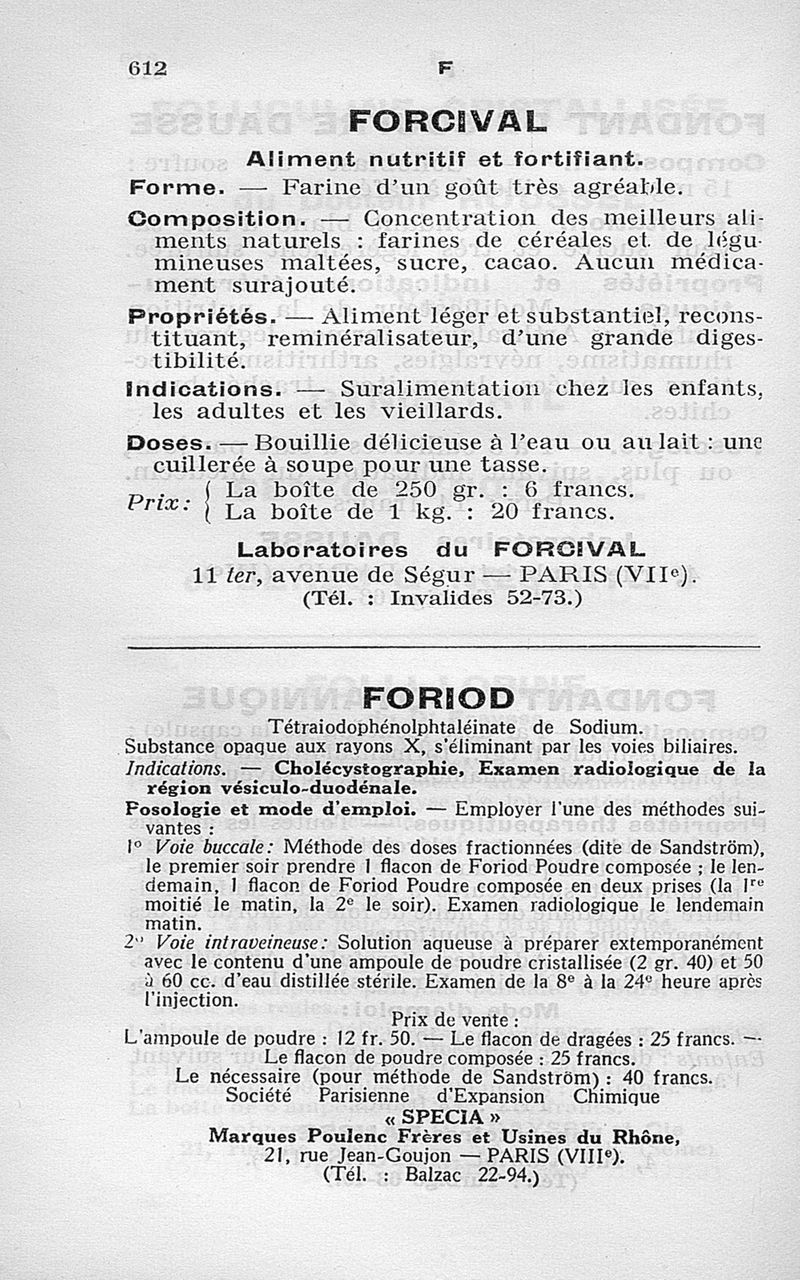 612 F
FORCIVAL
Aliment nutritif et fortifiant.
Forme. — Farine d'un goût très agréable.
Composition. — Concentration des meilleurs ali-
ments naturels : farines de céréales et de légu-
mineuses maltées, sucre, cacao. Aucun médica-
ment surajouté.
Propriétés. — Aliment léger et substantiel, recons-
tituant, reminéralisateur, d'une grande diges-
tibilité.
Indications. — Suralimentation chez les enfants,
les adultes et les vieillards.
Doses. — Bouillie délicieuse à l'eau ou au lait : une
cuillerée à soupe pour une tasse.
Prix: { La boîte de 250 gr. : 6 francs.
La boîte de 1 kg. : 20 francs.
Laboratoires du FORCIVAL
11 ter, avenue de Ségur — PARIS (VIIe).
(Tél. : Invalides 52-73.)
FORIOD
Tétraiodophénolphtaléinate de Sodium.
Substance opaque aux rayons X, s'éliminant par les voies biliaires.
Indications. — Cholécystographie, Examen radiologique de la
région vésiculo-duodénale.
Posologie et mode d'emploi. — Employer l'une des méthodes sui-
vantes :
1° Voie buccale: Méthode des doses fractionnées (dite de Sandström),
le premier soir prendre 1 flacon de Foriod Poudre composée ; le len-
demain, 1 flacon de Foriod Poudre composée en deux prises (la 1re
moitié le matin, la 2e le soir). Examen radiologique le lendemain
matin.
2° Voie intraveineuse: Solution aqueuse à préparer extemporanément
avec le contenu d'une ampoule de poudre cristallisée (2 gr. 40) et 50
à 60 cc. d'eau distillée stérile. Examen de la 8e à la 24e heure après
l'injection.
Prix de vente :
L'ampoule de poudre : 12 fr. 50. — Le flacon de dragées : 25 francs. —
Le flacon de poudre composée : 25 francs.
Le nécessaire (pour méthode de Sandström) : 40 francs.
Société Parisienne d'Expansion Chimique
« SPECIA »
Marques Poulenc Frères et Usines du Rhône,
21, rue Jean-Goujon — PARIS (VIIIe).
(Tél. : Balzac 22-94.)